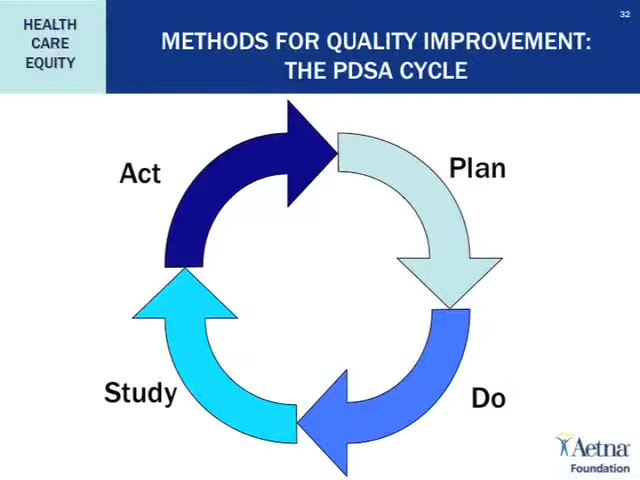 HEALTH
CARE
EQUITY
32
METHODS FOR QUALITY IMPROVEMENT:
THE PDSA CYCLE
Act
Plan
Study
Do
Aetna
Foundation